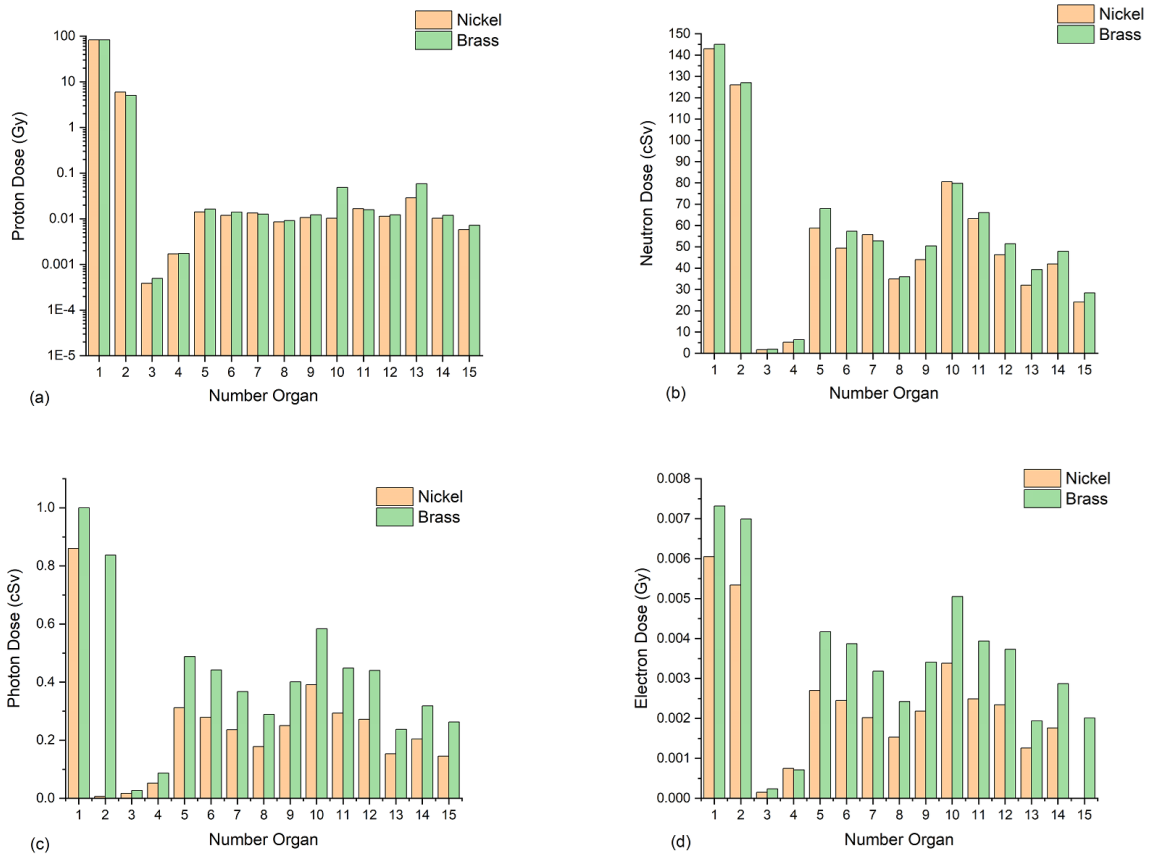 Nickel
Brass
Proton Dose (Gy)
100
10
1
0.1
0.01
0.001
1E-4
1E-5
1 2 3 4 5 6 7 8 9 10 11 12 13 14 15
Number Organ
(a)
Nickel
Brass
Neutron Dose (cSv)
150
140
130
120
110
100
90
80
70
60
50
40
30
20
10
0
1 2 3 4 5 6 7 8 9 10 11 12 13 14 15
Number Organ
(b)
Nickel
Brass
Photon Dose (cSv)
1.0
0.8
0.6
0.4
0.2
0.0
1 2 3 4 5 6 7 8 9 10 11 12 13 14 15
Number Organ
(c)
Nickel
Brass
Electron Dose (Gy)
0.008
0.007
0.006
0.005
0.004
0.003
0.002
0.001
0.000
1 2 3 4 5 6 7 8 9 10 11 12 13 14 15
Number Organ
(d)